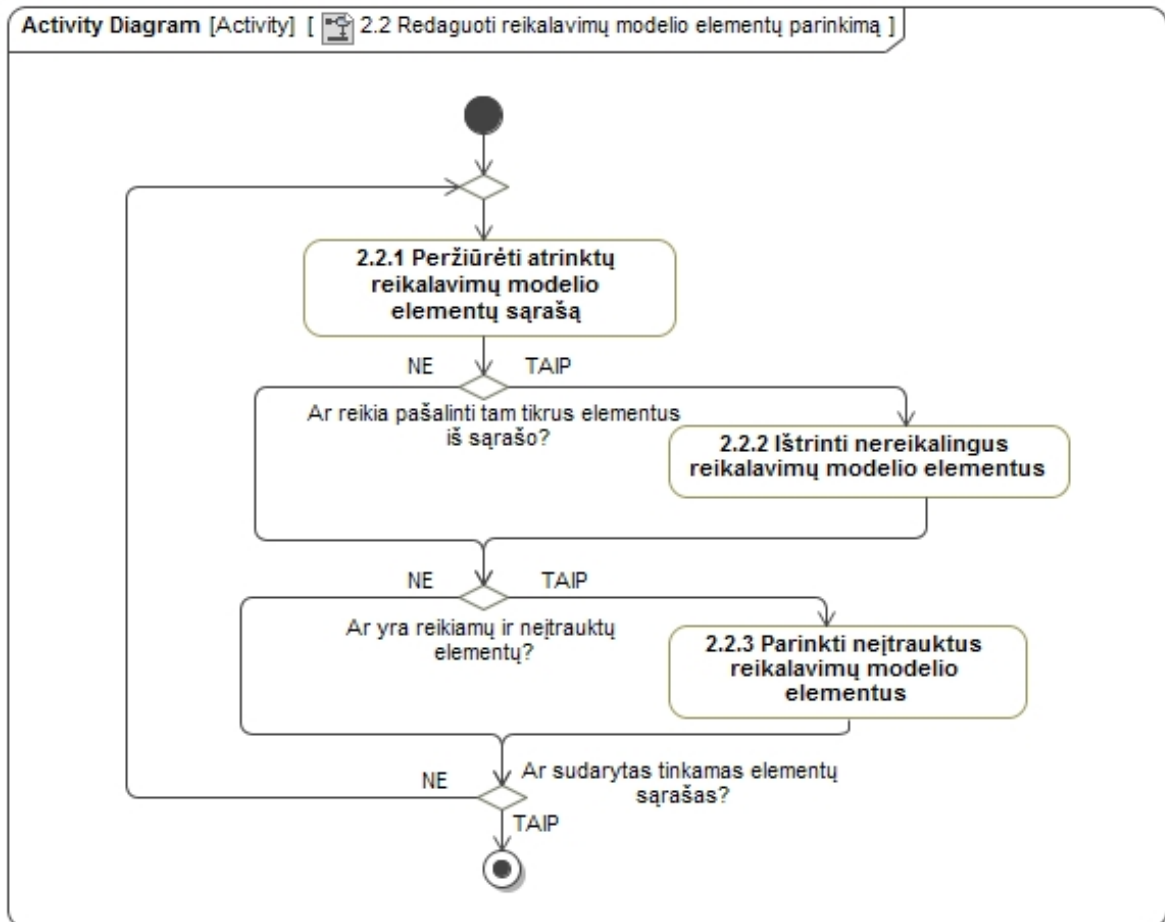 Activity Diagram [Activity] [ 2.2 Redaguoti reikalavimų modelio elementų parinkimą ]
2.2.1 Peržiūrėti atrinktų
reikalavimų modelio
elementų sąrašą
NE
TAIP
Ar reikia pašalinti tam tikrus elementus
iš sąrašo?
2.2.2 Ištrinti nereikalingus
reikalavimų modelio elementus
NE
TAIP
Ar yra reikiamų ir neįtrauktų
elementų?
2.2.3 Parinkti neįtrauktus
reikalavimų modelio
elementus
NE
Ar sudarytas tinkamas elementų
sąrašas?
TAIP